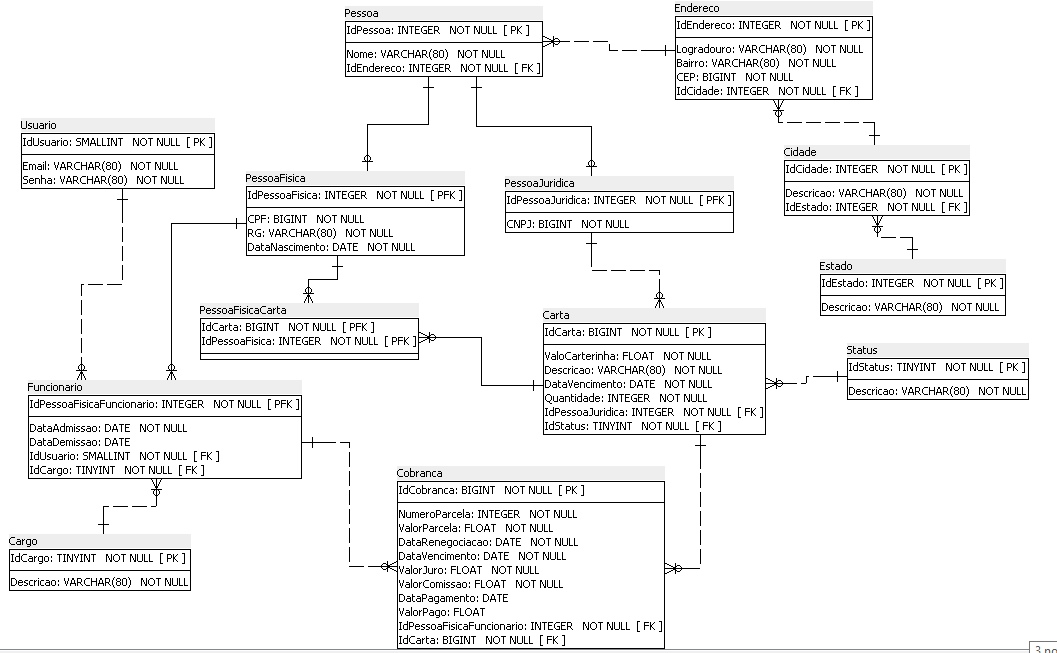 Pessoa
IdPessoa: INTEGER NOT NULL [ PK ]
Nome: VARCHAR(80) NOT NULL
IdEndereco: INTEGER NOT NULL [ FK ]
Endereco
IdEndereco: INTEGER NOT NULL [ PK ]
Logradouro: VARCHAR(80) NOT NULL
Bairro: VARCHAR(80) NOT NULL
CEP: BIGINT NOT NULL
IdCidade: INTEGER NOT NULL [ FK ]
Usuario
IdUsuario: SMALLINT NOT NULL [ PK ]
Email: VARCHAR(80) NOT NULL
Senha: VARCHAR(80) NOT NULL
Cidade
IdCidade: INTEGER NOT NULL [ PK ]
Descricao: VARCHAR(80) NOT NULL
IdEstado: INTEGER NOT NULL [ FK ]
PessoaFisica
IdPessoaFisica: INTEGER NOT NULL [ PFK ]
CPF: BIGINT NOT NULL
RG: VARCHAR(80) NOT NULL
DataNascimento: DATE NOT NULL
PessoaJuridica
IdPessoaJuridica: INTEGER NOT NULL [ PFK ]
CNPJ: BIGINT NOT NULL
Estado
IdEstado: INTEGER NOT NULL [ PK ]
Descricao: VARCHAR(80) NOT NULL
PessoaFisicaCarta
IdCarta: BIGINT NOT NULL [ PFK ]
IdPessoaFisica: INTEGER NOT NULL [ PFK ]
Carta
IdCarta: BIGINT NOT NULL [ PK ]
ValoCarterinha: FLOAT NOT NULL
Descricao: VARCHAR(80) NOT NULL
DataVencimento: DATE NOT NULL
Quantidade: INTEGER NOT NULL
IdPessoaJuridica: INTEGER NOT NULL [ FK ]
IdStatus: TINYINT NOT NULL [ FK ]
Status
IdStatus: TINYINT NOT NULL [ PK ]
Descricao: VARCHAR(80) NOT NULL
Funcionario
IdPessoaFisicaFuncionario: INTEGER NOT NULL [ PFK ]
DataAdmissao: DATE NOT NULL
DataDemissao: DATE
IdUsuario: SMALLINT NOT NULL [ FK ]
IdCargo: TINYINT NOT NULL [ FK ]
Cobranca
IdCobranca: BIGINT NOT NULL [ PK ]
NumeroParcela: INTEGER NOT NULL
ValorParcela: FLOAT NOT NULL
DataRenegociacao: DATE NOT NULL
DataVencimento: DATE NOT NULL
ValorJuro: FLOAT NOT NULL
ValorComissao: FLOAT NOT NULL
DataPagamento: DATE
ValorPago: FLOAT
IdPessoaFisicaFuncionario: INTEGER NOT NULL [ FK ]
IdCarta: BIGINT NOT NULL [ FK ]
Cargo
IdCargo: TINYINT NOT NULL [ PK ]
Descricao: VARCHAR(80) NOT NULL